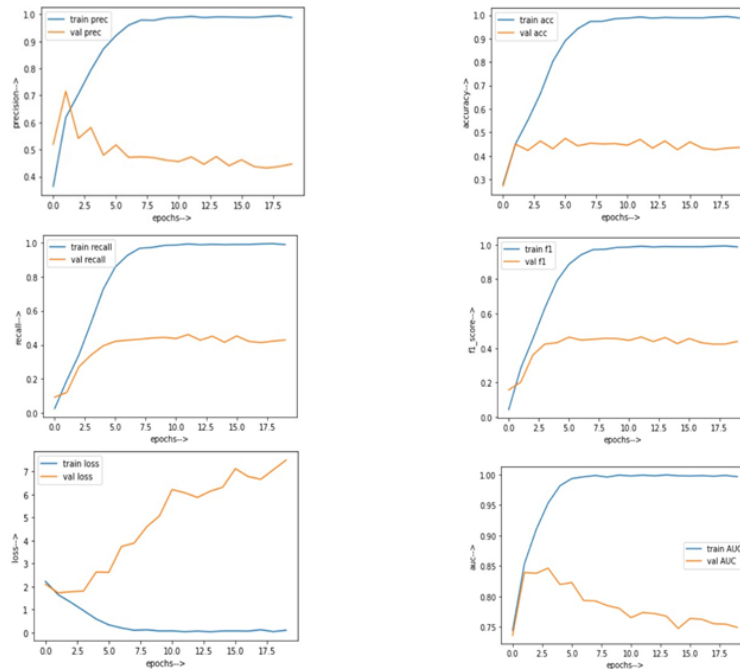 train prec
val prec
precision-->
1.0
0.9
0.8
0.7
0.6
0.5
0.4
0.0 2.5 5.0 7.5 10.0 12.5 15.0 17.5
epochs-->
train acc
val acc
accuracy-->
1.0
0.9
0.8
0.7
0.6
0.5
0.4
0.3
0.0 2.5 5.0 7.5 10.0 12.5 15.0 17.5
epochs-->
train recall
val recall
recall-->
1.0
0.8
0.6
0.4
0.2
0.0
0.0 2.5 5.0 7.5 10.0 12.5 15.0 17.5
epochs-->
train f1
val f1
f1_score-->
1.0
0.8
0.6
0.4
0.2
0.0
0.0 2.5 5.0 7.5 10.0 12.5 15.0 17.5
epochs-->
train loss
val loss
loss-->
7
6
5
4
3
2
1
0
0.0 2.5 5.0 7.5 10.0 12.5 15.0 17.5
epochs-->
train AUC
val AUC
auc-->
1.00
0.95
0.90
0.85
0.80
0.75
0.0 2.5 5.0 7.5 10.0 12.5 15.0 17.5
epochs-->